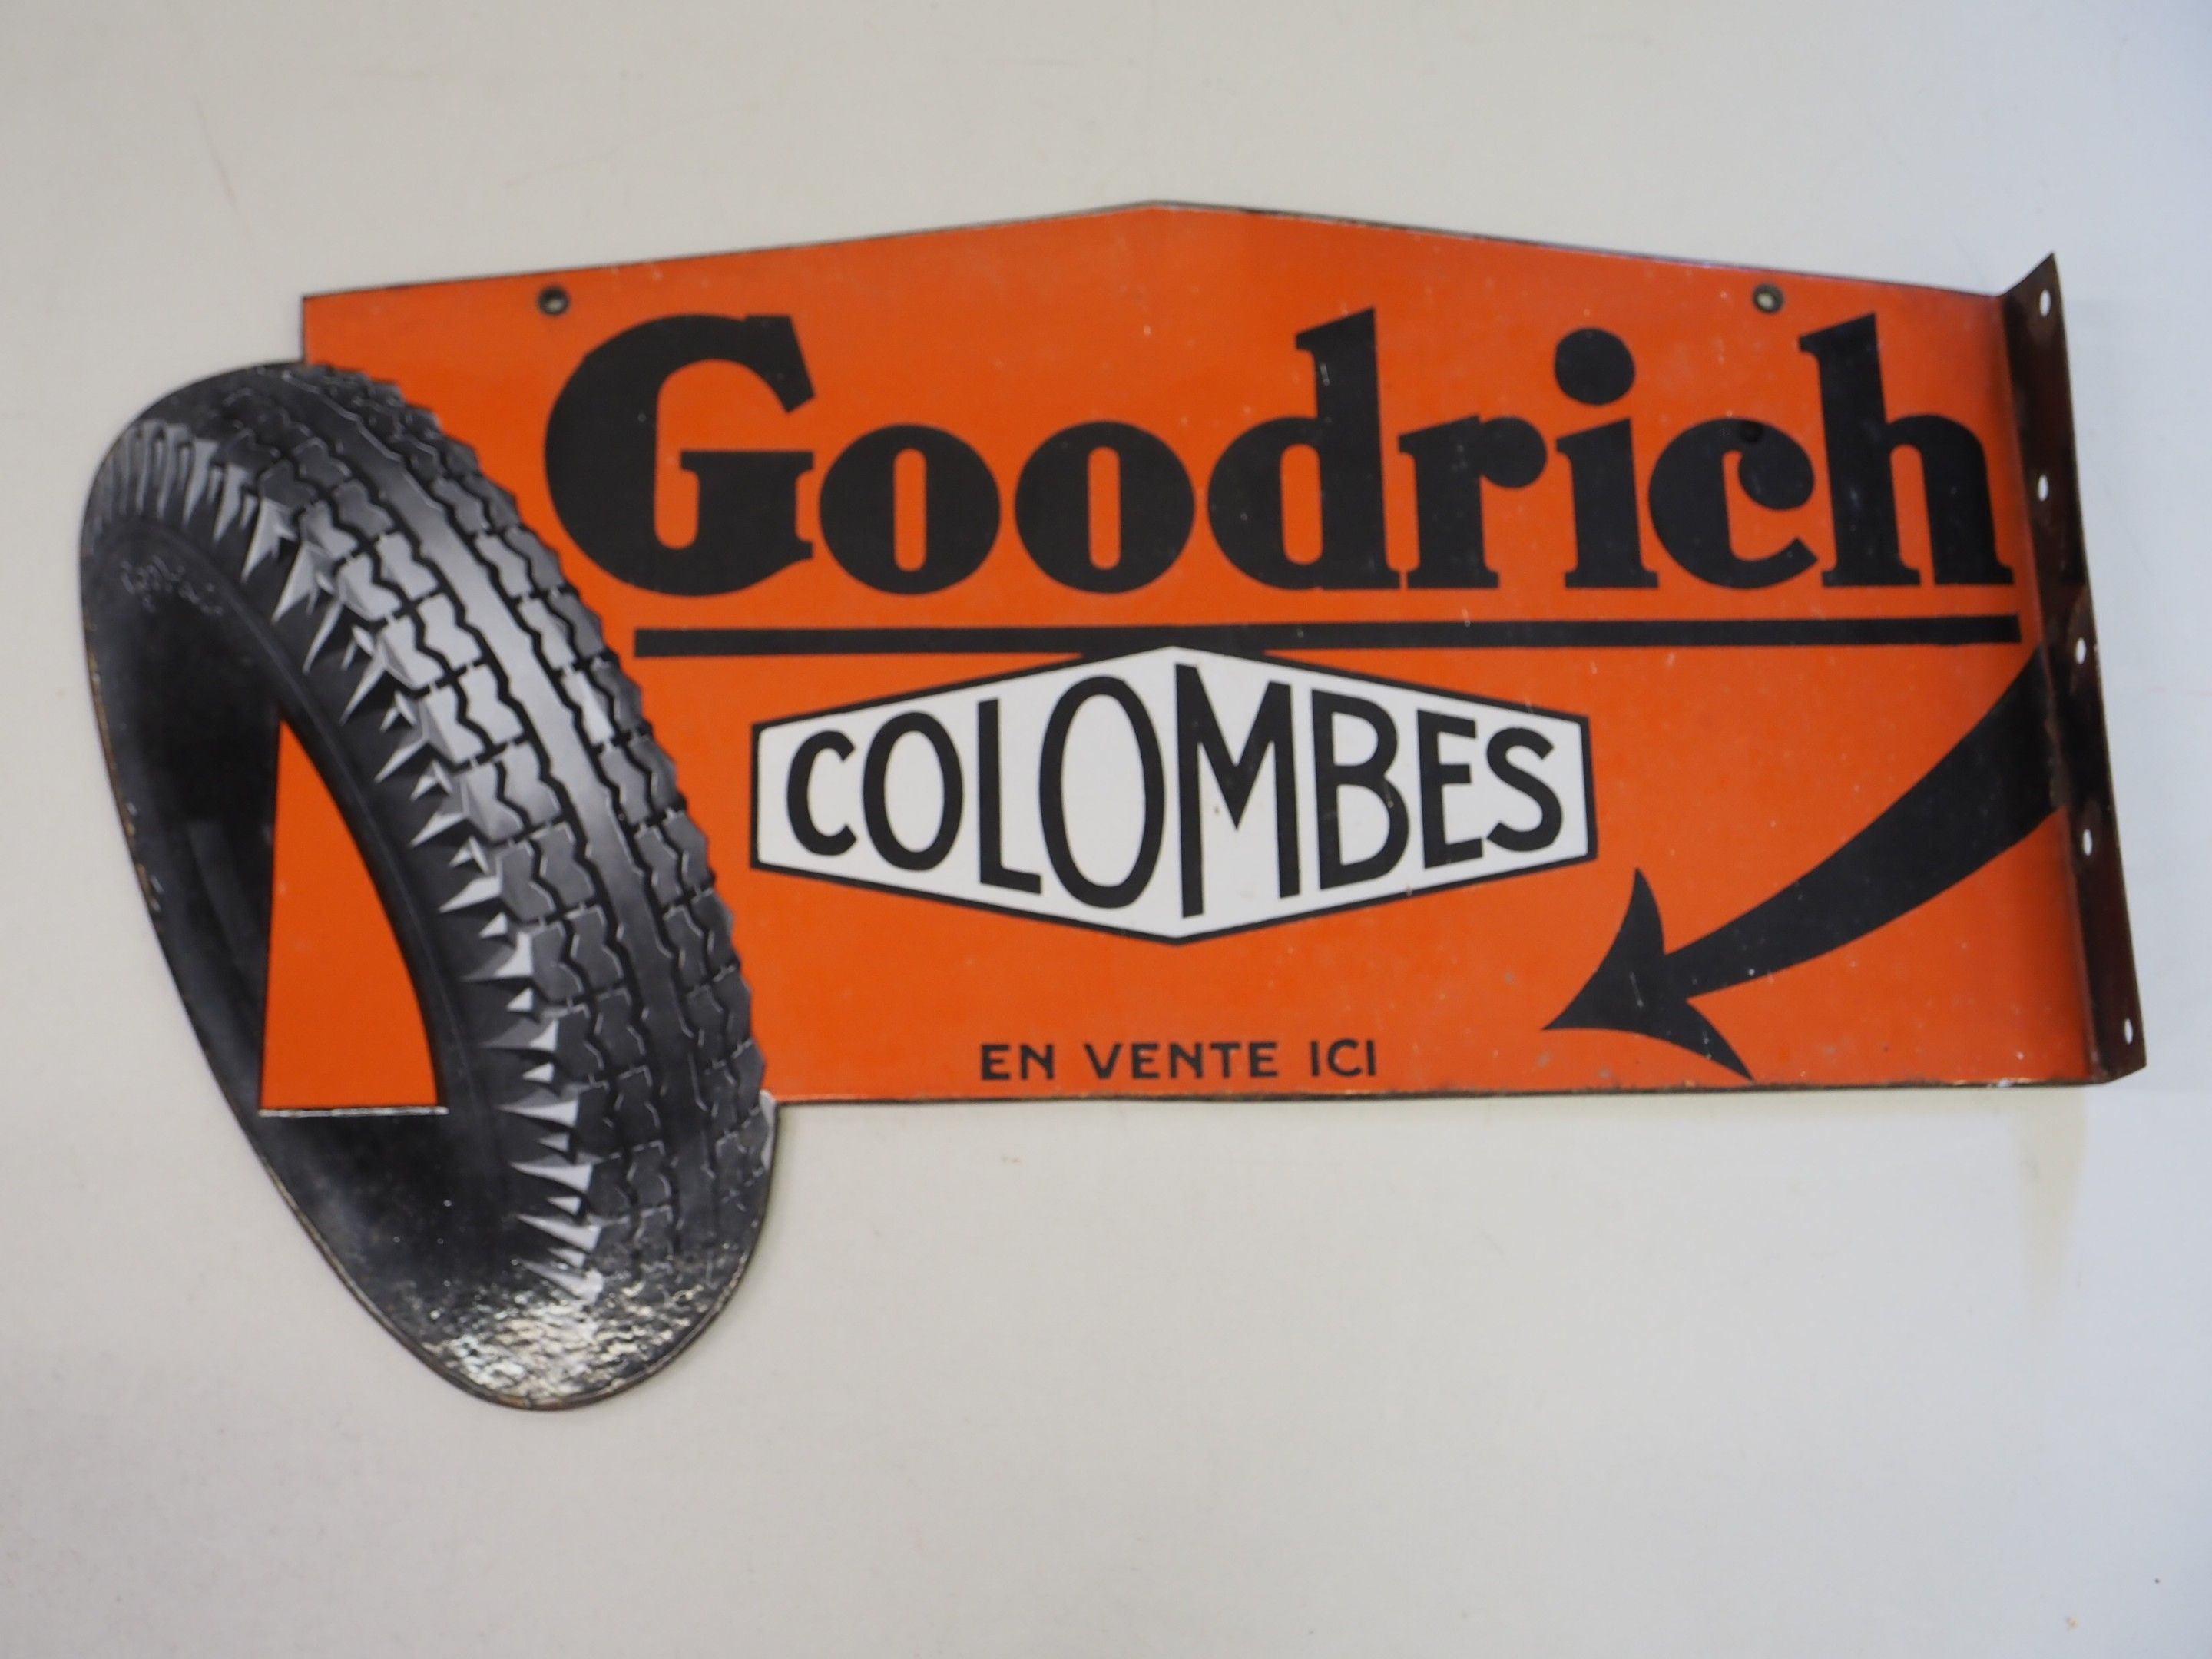 Goodrich
COLOMBES
EN VENTE ICI